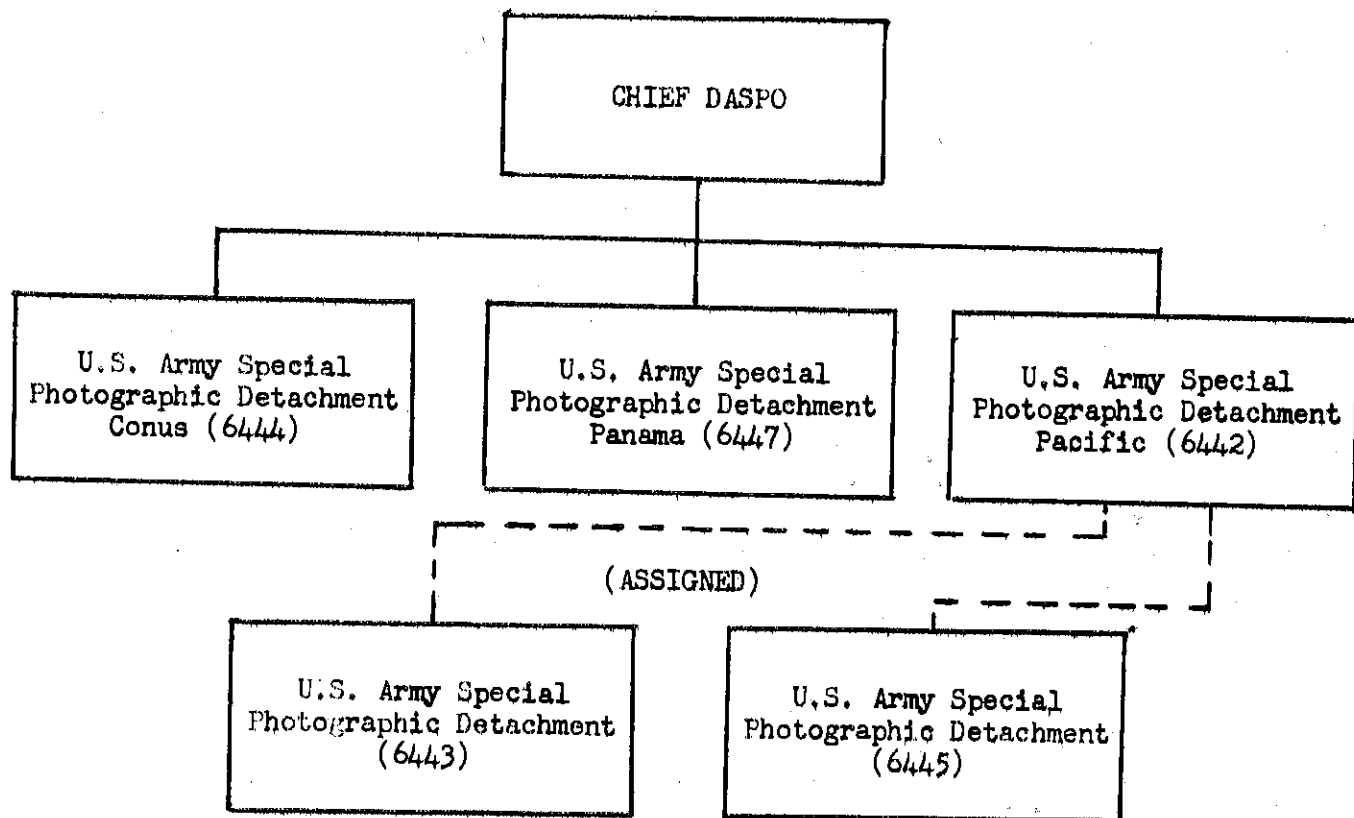 CHIEF DASPO
U.S. Army Special
Photographic Detachment
Conus (6444)
U.S. Army Special
Photographic Detachment
Panama (6447)
U.S. Army Special
Photographic Detachment
Pacific (6442)
(ASSIGNED)
U.S. Army Special
Photographic Detachment
(6443)
U.S. Army Special
Photographic Detachment
(6445)